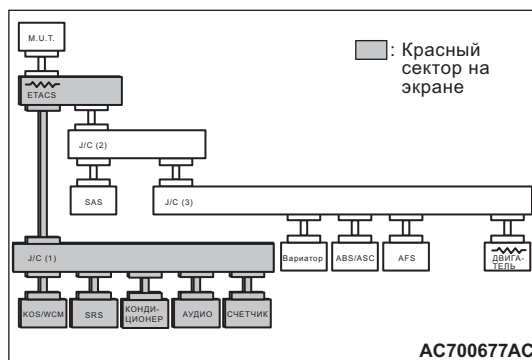 M.U.T.
: Красный
сектор на
экране
ETACS
J/C (2)
SAS
J/C (3)
J/C (1)
Вариатор
ABS/ASC
AFS
ДВИГА-
ТЕЛЬ
KOS/WCM
SRS
КОНДИ-
ЦИОНЕР
АУДИО
СЧЕТЧИК
AC700677AC